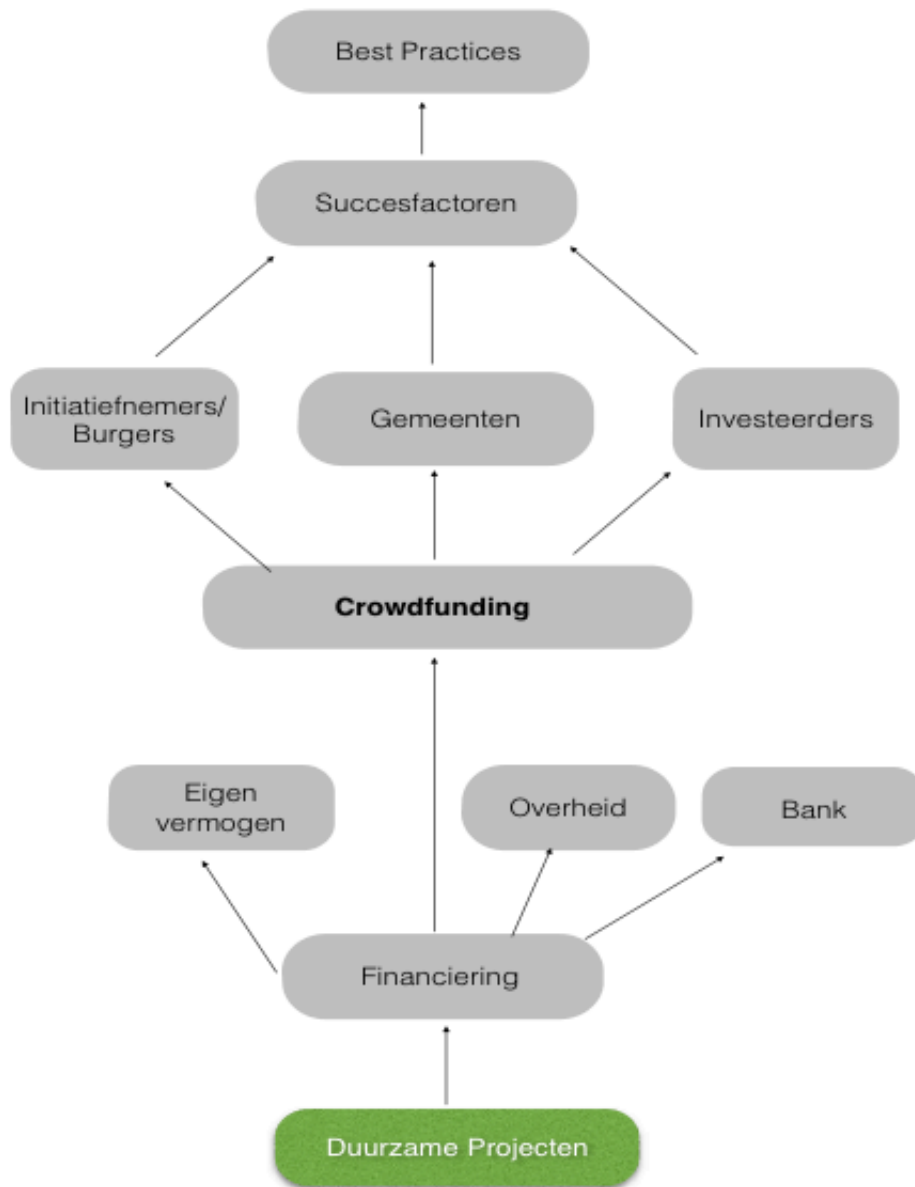 Best Practices
Succesfactoren
Initiatiefnemers/
Burgers
Gemeenten
Investeerders
Crowdfunding
Eigen
vermogen
Overheid
Bank
Financiering
Duurzame Projecten